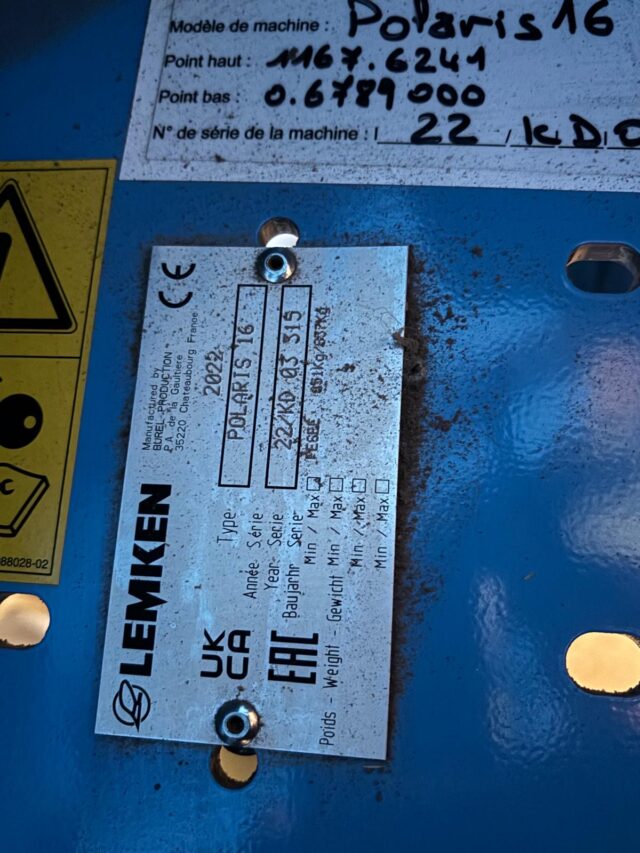 Modèle de machine : Polaris 16
Point haut : 1167.6241
Point bas : 0.6789000
N° de série de la machine : 22 / KD 0
CE
Manufactured by
BUREL PRODUCTION
P.A. de la Gaultière
35220 Chateaubourg France
2022
Type POLARIS 16
Année Série
Year Serie 22/KD 03 315
Baujahr Serie
Min / Max
Min / Max
Min / Max
Min / Max
Poids - Weight - Gewicht
LEMKEN
UK
CA
EAC
088028-02